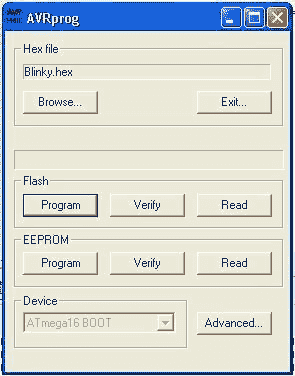 AVRprog
Hex file
Blinky.hex
Browse... Exit...
Flash
Program Verify Read
EEPROM
Program Verify Read
Device
ATmega16 BOOT Advanced...